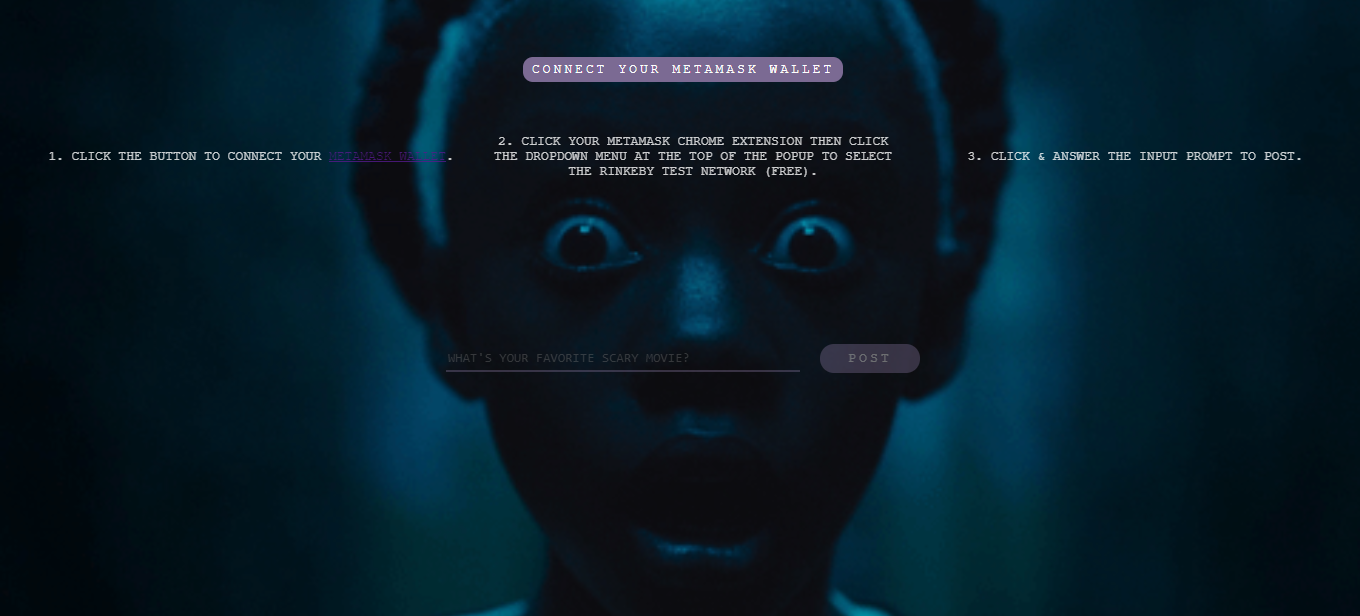 CONNECT YOUR METAMASK WALLET
1. CLICK THE BUTTON TO CONNECT YOUR METAMASK WALLET.
2. CLICK YOUR METAMASK CHROME EXTENSION THEN CLICK
THE DROPDOWN MENU AT THE TOP OF THE POPUP TO SELECT
THE RINKEBY TEST NETWORK (FREE).
3. CLICK & ANSWER THE INPUT PROMPT TO POST.
WHAT'S YOUR FAVORITE SCARY MOVIE?
POST